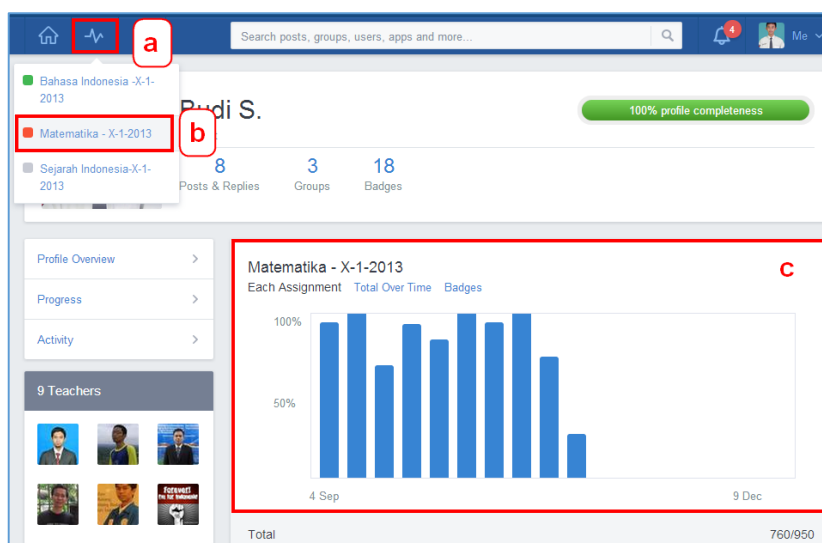 a
Search posts, groups, users, apps and more...
4
Me
Bahasa Indonesia -X-1-
2013
Matematika - X-1-2013
b
Sejarah Indonesia-X-1-
2013
di S.
100% profile completeness
8
Posts & Replies
3
Groups
18
Badges
Profile Overview
Progress
Activity
9 Teachers
Matematika - X-1-2013
c
Each Assignment Total Over Time Badges
100%
50%
4 Sep
9 Dec
Forever!
Total
760/950